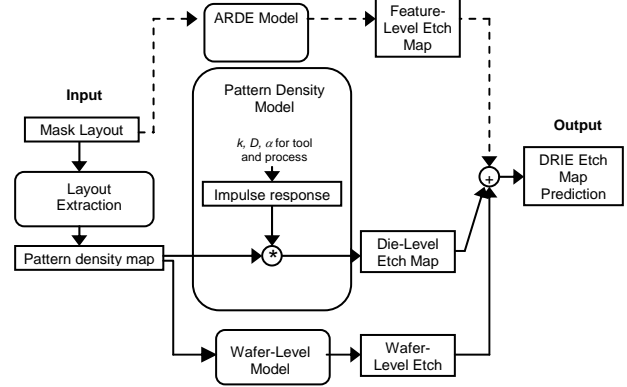 ARDE Model
Feature-
Level Etch
Map
Input
Pattern Density
Model
Mask Layout
k, D, α for tool
and process
Output
Layout
Extraction
Impulse response
+
DRIE Etch
Map
Prediction
Pattern density map
*
Die-Level
Etch Map
Wafer-Level
Model
Wafer-
Level Etch